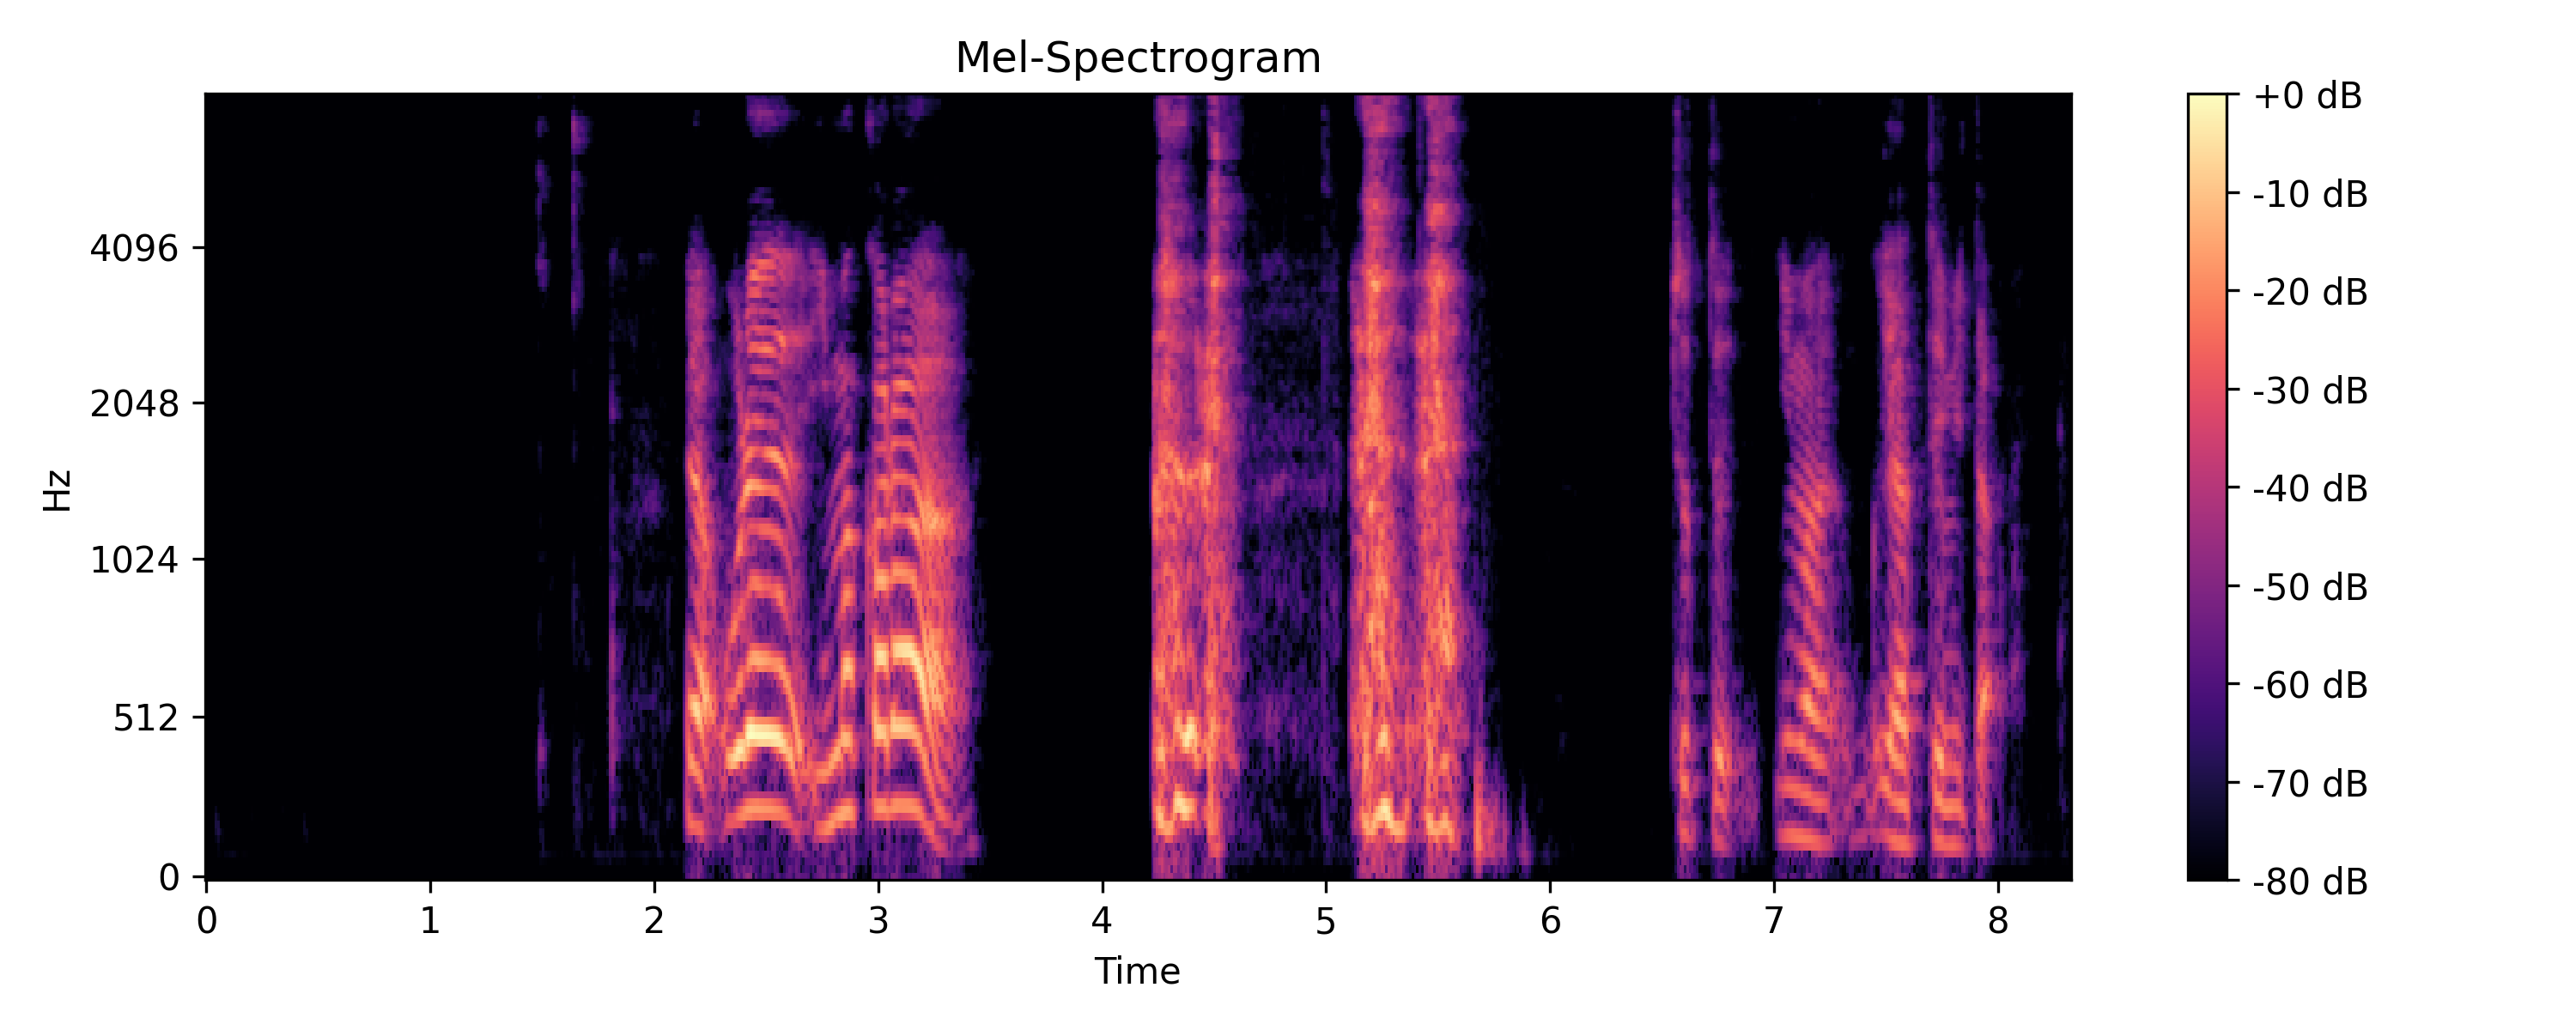 Mel-Spectrogram
+0 dB
-10 dB
4096
-20 dB
2048
-30 dB
Hz
-40 dB
1024
-50 dB
512
-60 dB
-70 dB
0
-80 dB
0 1 2 3 4 5 6 7 8
Time